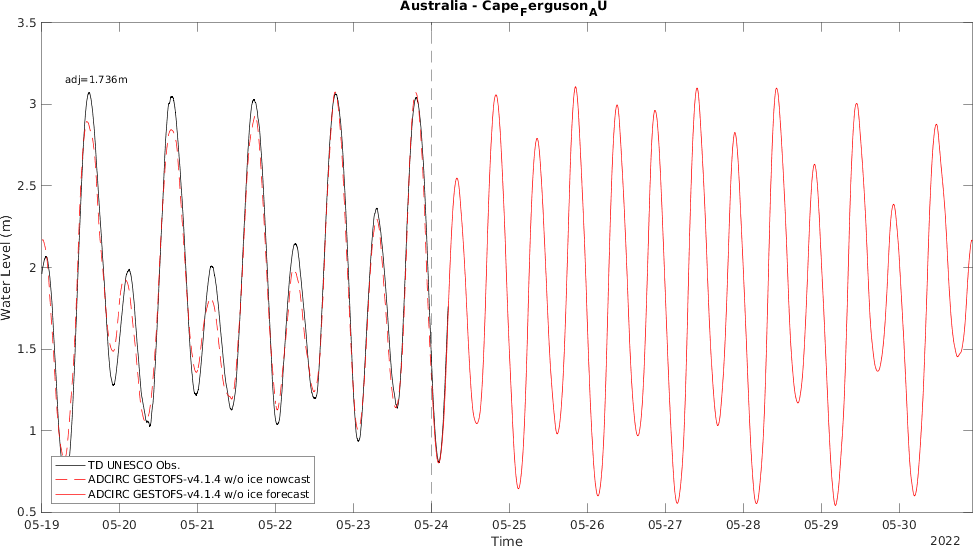 Australia - CapeFergusonAU
3.5
adj=1.736m
3
2.5
2
1.5
1
0.5
Water Level (m)
TD UNESCO Obs.
ADCIRC GESTOFS-v4.1.4 w/o ice nowcast
ADCIRC GESTOFS-v4.1.4 w/o ice forecast
05-19 05-20 05-21 05-22 05-23 05-24 05-25 05-26 05-27 05-28 05-29 05-30
Time
2022